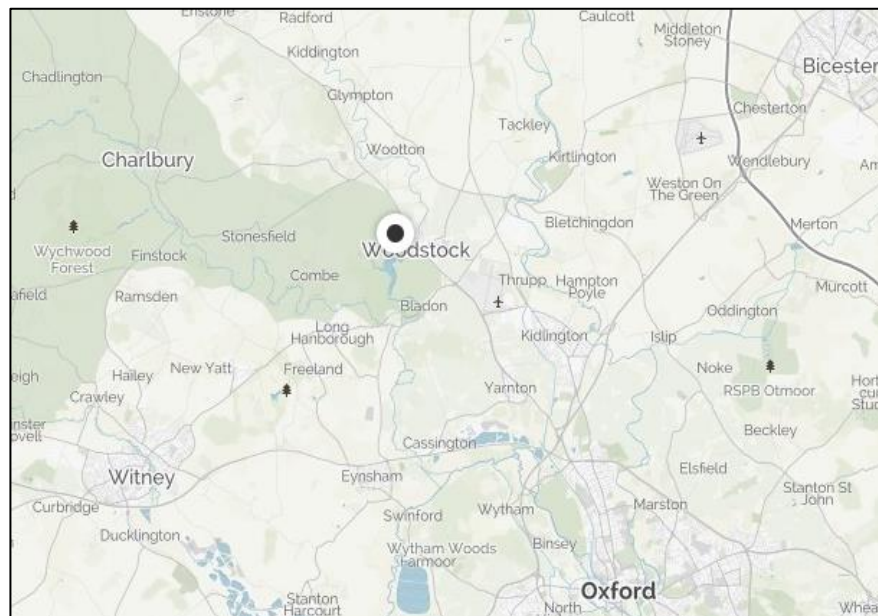 Enstone
Radford
Caulcott
Middleton
Stoney
Kiddington
Bicester
Chadlington
Glympton
Chesterton
Tackley
Charlbury
Wootton
Kirtlington
Wendlebury
Weston On
The Green
Bletchingdon
Merton
Stonesfield
Woodstock
Wychwood
Forest
Finstock
Combe
Thrupp
Hampton
Poyle
Murcott
Ramsden
Bladon
Oddington
Long
Hanborough
Kidlington
Islip
New Yatt
Freeland
Noke
Hailey
Yarnton
RSPB Otmoor
Crawley
Beckley
Cassington
Witney
Eynsham
Elsfield
Stanton St
John
Curbridge
Swinford
Wytham
Marston
Ducklington
Binsey
Wytham Woods
Farmoor
Oxford
Stanton
Harcourt
North